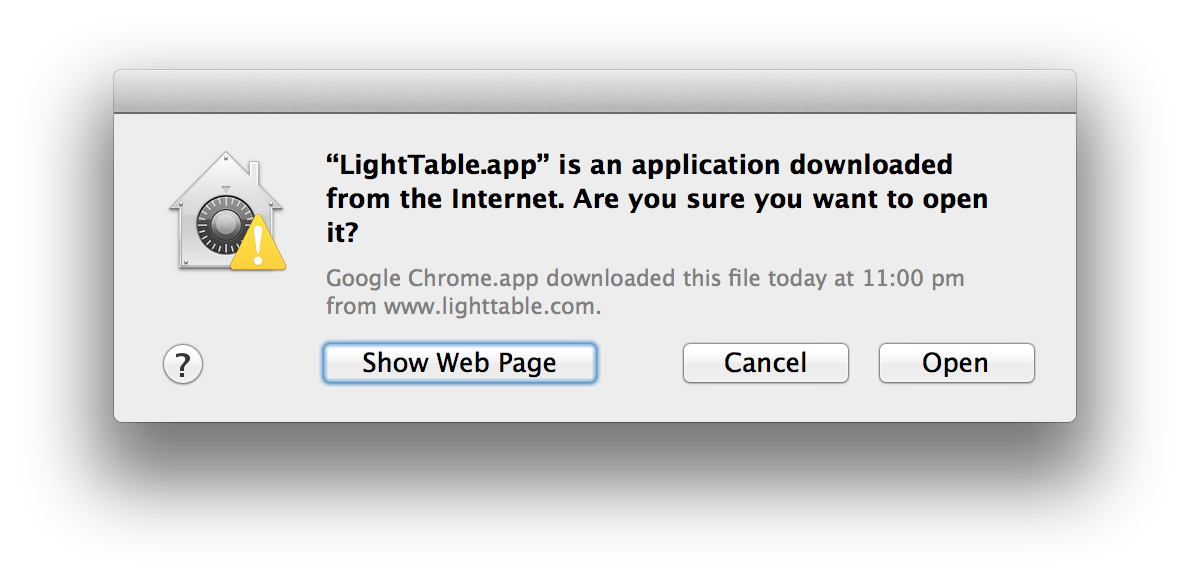 “LightTable.app” is an application downloaded
from the Internet. Are you sure you want to open
it?
Google Chrome.app downloaded this file today at 11:00 pm
from www.lighttable.com.
?
Show Web Page
Cancel
Open